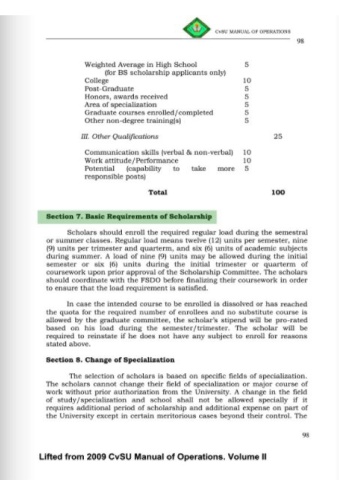 CvSU MANUAL OF OPERATIONS
98
Weighted Average in High School 5
(for BS scholarship applicants only)
College 10
Post-Graduate 5
Honors, awards received 5
Area of specialization 5
Graduate courses enrolled/completed 5
Other non-degree training(s) 5
III. Other Qualifications 25
Communication skills (verbal & non-verbal) 10
Work attitude/Performance 10
Potential (capability to take more 5
responsible posts)
Total 100
Section 7. Basic Requirements of Scholarship
Scholars should enroll the required regular load during the semestral
or summer classes. Regular load means twelve (12) units per semester, nine
(9) units per trimester and quarterm, and six (6) units of academic subjects
during summer. A load of nine (9) units may be allowed during the initial
semester or six (6) units during the initial trimester or quarterm of
coursework upon prior approval of the Scholarship Committee. The scholars
should coordinate with the FSDO before finalizing their coursework in order
to ensure that the load requirement is satisfied.
In case the intended course to be enrolled is dissolved or has reached
the quota for the required number of enrollees and no substitute course is
allowed by the graduate committee, the scholar's stipend will be pro-rated
based on his load during the semester/trimester. The scholar will be
required to reinstate if he does not have any subject to enroll for reasons
stated above.
Section 8. Change of Specialization
The selection of scholars is based on specific fields of specialization.
The scholars cannot change their field of specialization or major course of
work without prior authorization from the University. A change in the field
of study/specialization and school shall not be allowed specially if it
requires additional period of scholarship and additional expense on part of
the University except in certain meritorious cases beyond their control. The
98
Lifted from 2009 CvSU Manual of Operations. Volume II